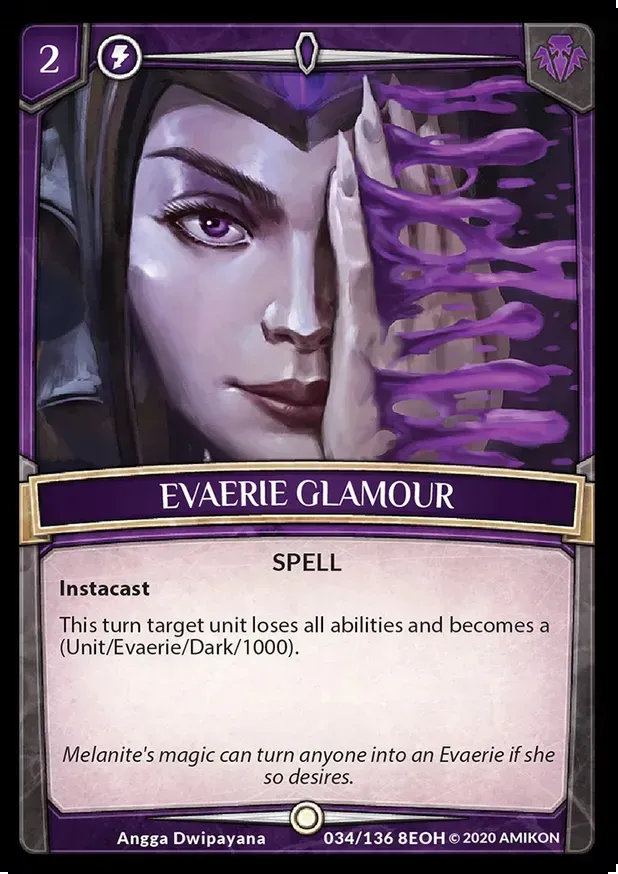 2
EVAERIE GLAMOUR
SPELL
Instacast
This turn target unit loses all abilities and becomes a
(Unit/Evaerie/Dark/1000).
Melanite's magic can turn anyone into an Evaerie if she
so desires.
Angga Dwipayana 034/136 8EOH © 2020 AMIKON